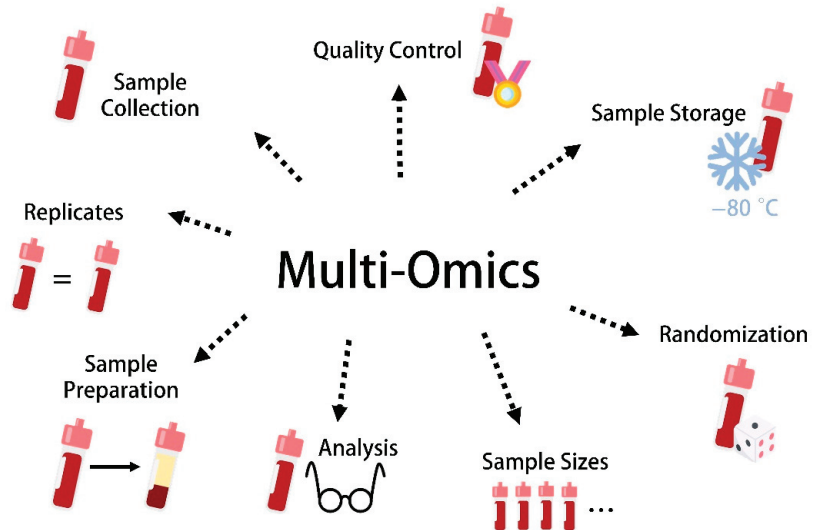 Quality Control
Sample
Collection
Sample Storage
−80 °C
Replicates
=
Multi-Omics
Randomization
Sample
Preparation
Analysis
Sample Sizes
...